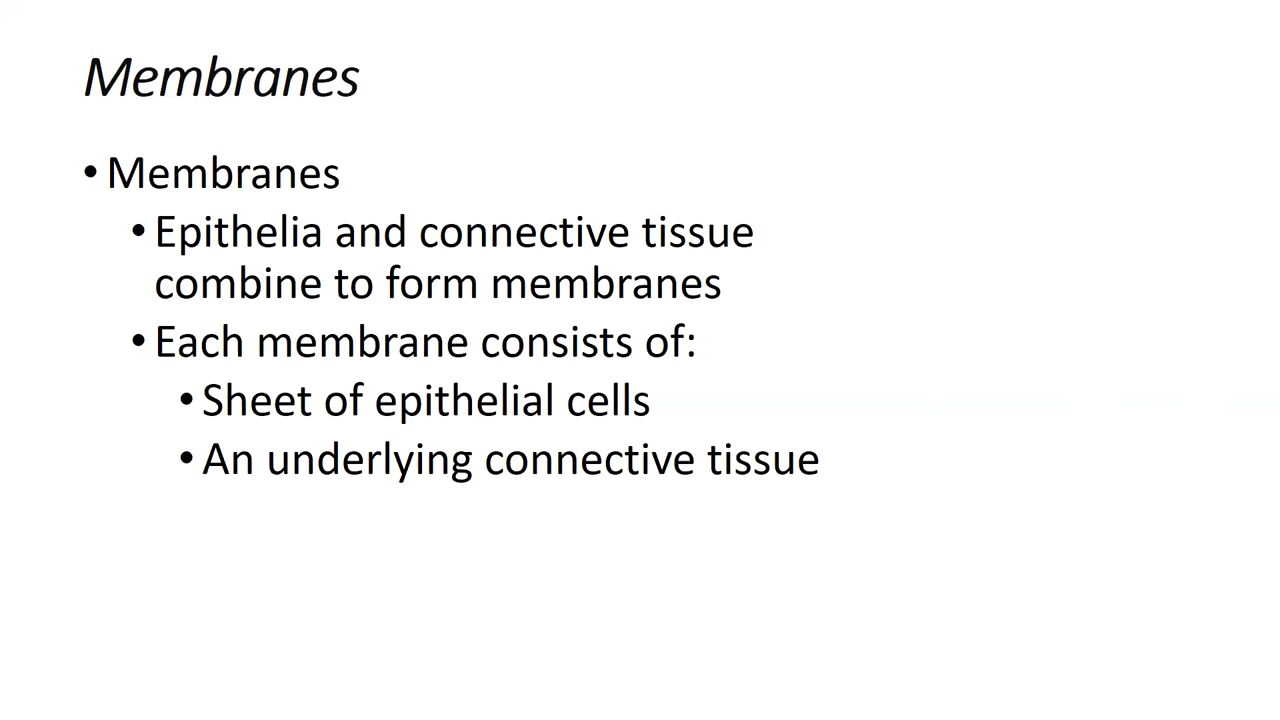 Membranes
• Membranes
• Epithelia and connective tissue
combine to form membranes
• Each membrane consists of:
• Sheet of epithelial cells
• An underlying connective tissue